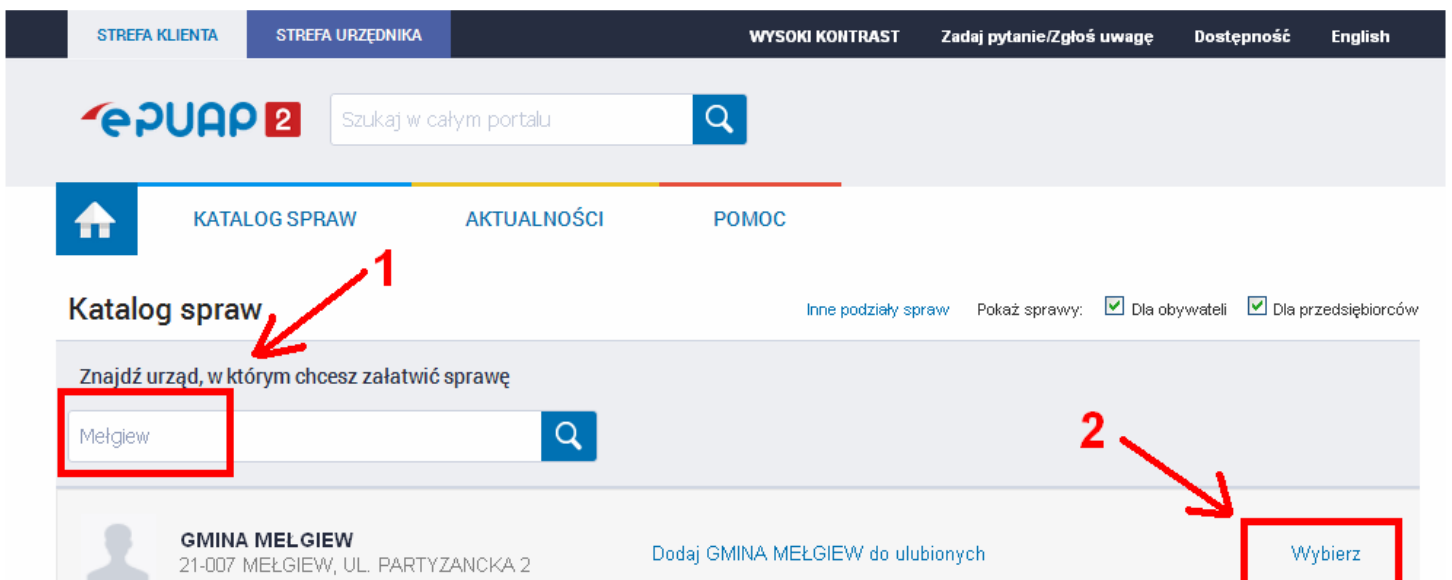 STREFA KLIENTA STREFA URZĘDNIKA WYSOKI KONTRAST Zadaj pytanie/Zgłoś uwagę Dostępność English
ePUAP 2 Szukaj w całym portalu
KATALOG SPRAW AKTUALNOŚCI POMOC
1
Katalog spraw Inne podziały spraw Pokaż sprawy: Dla obywateli Dla przedsiębiorców
Znajdź urząd, w którym chcesz załatwić sprawę
Mełgiew
2
GMINA MEŁGIEW
21-007 MEŁGIEW, UL. PARTYZANCKA 2
Dodaj GMINA MEŁGIEW do ulubionych Wybierz